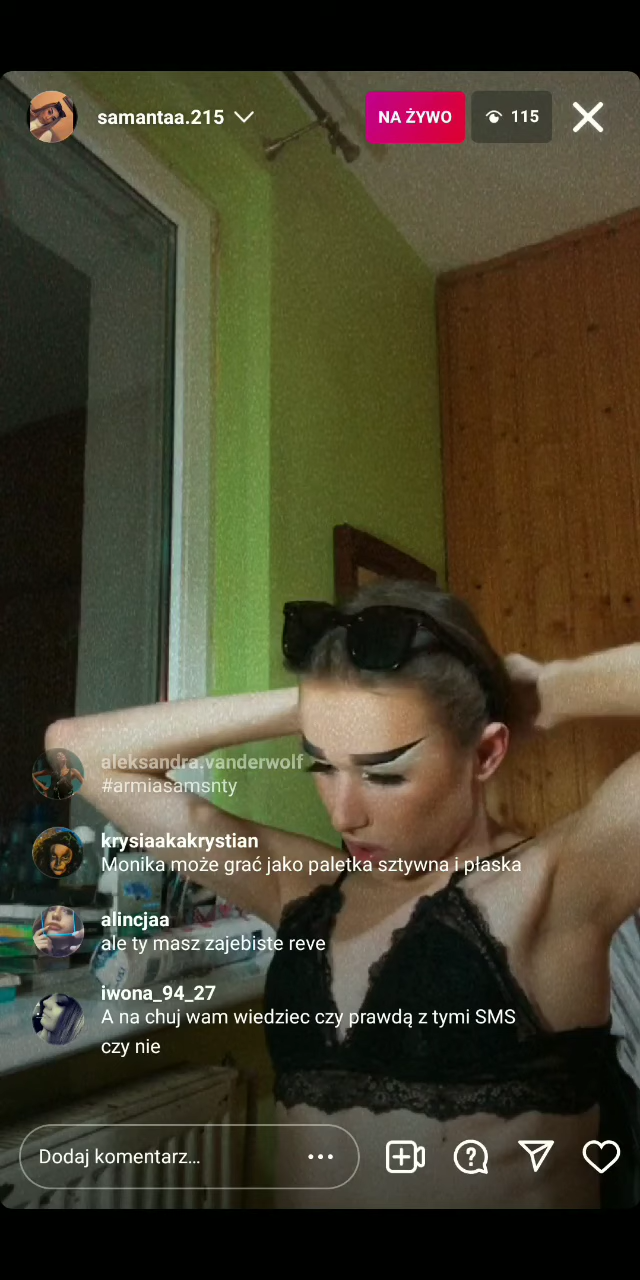 samantaa.215
NA ŻYWO
115
aleksandra.vanderwolf
#armiasamsnty
krysiaakakrystian
Monika może grać jako paletka sztywna i płaska
alincjaa
ale ty masz zajebiste reve
iwona_94_27
A na chuj wam wiedziec czy prawdą z tymi SMS
czy nie
Dodaj komentarz...